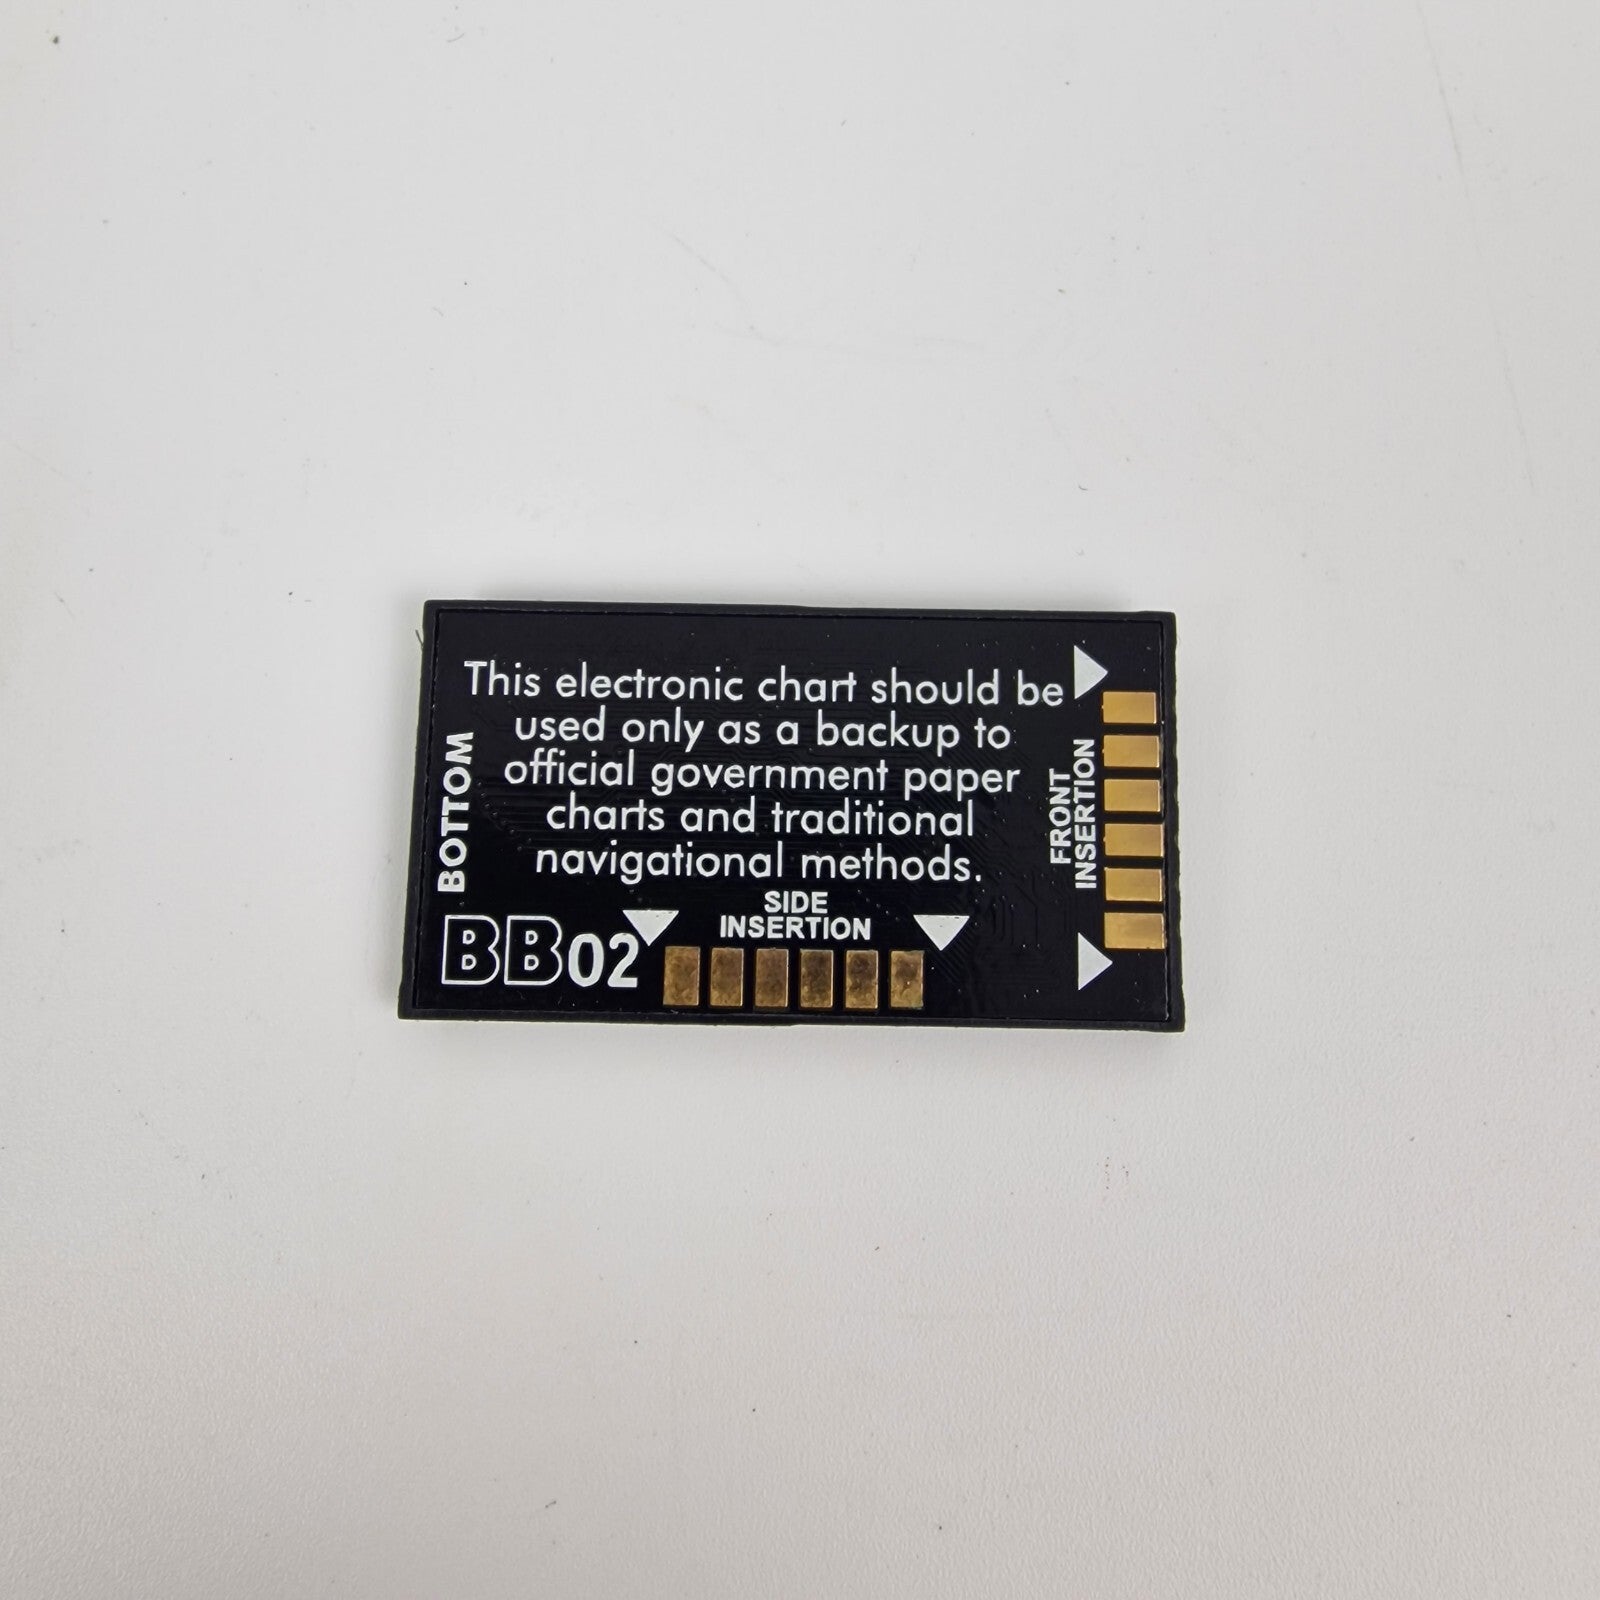 This electronic chart should be
used only as a backup to
official government paper
charts and traditional
navigational methods.
BOTTOM
SIDE
INSERTION
FRONT
INSERTION
BB02